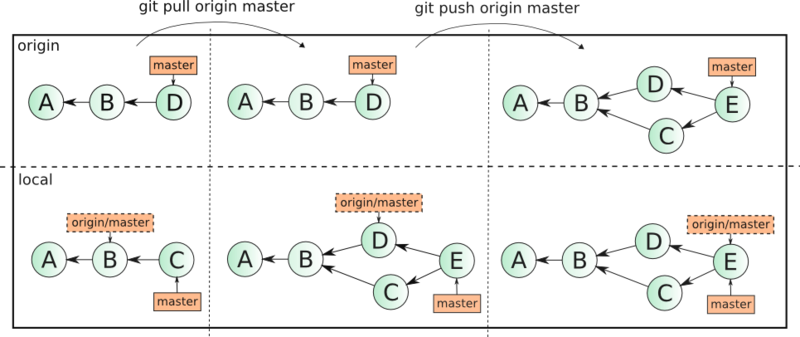 git pull origin master
git push origin master
origin
master
master
master
A B D
A B D
A B D C E
local
origin/master
origin/master
origin/master
A B C
A B D C E
A B D C E
master
master
master